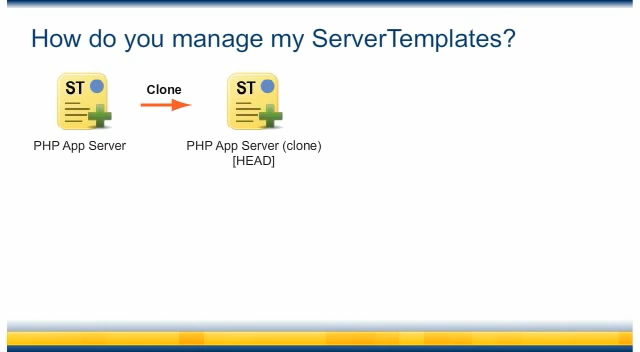 How do you manage my ServerTemplates?
ST
Clone
ST
PHP App Server
PHP App Server (clone)
[HEAD]